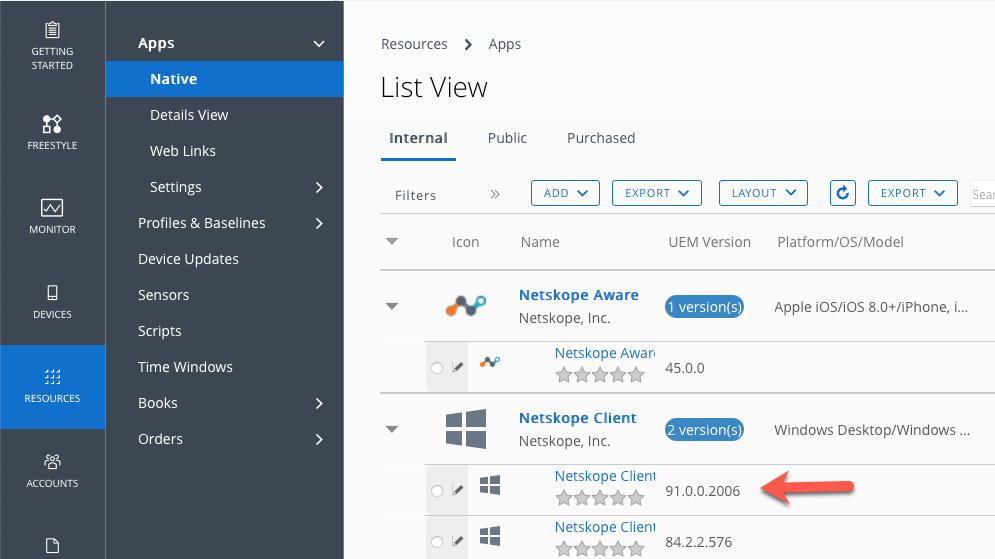 GETTING
STARTED
FREESTYLE
MONITOR
DEVICES
RESOURCES
ACCOUNTS
Apps
Native
Details View
Web Links
Settings
Profiles & Baselines
Device Updates
Sensors
Scripts
Time Windows
Books
Orders
Resources > Apps
List View
Internal Public Purchased
Filters » ADD EXPORT LAYOUT EXPORT Sear
Icon Name UEM Version Platform/OS/Model
Netskope Aware
Netskope, Inc.
1 version(s) Apple iOS/iOS 8.0+/iPhone, i...
Netskope Awar
45.0.0
Netskope Client
Netskope, Inc.
2 version(s) Windows Desktop/Windows ...
Netskope Client
91.0.0.2006
Netskope Client
84.2.2.576